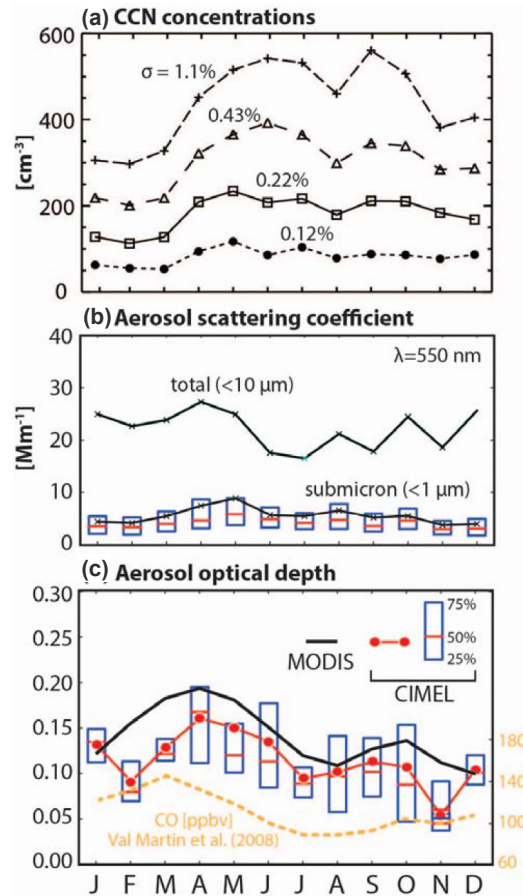 (a) CCN concentrations
600
400
200
0
[cm⁻³]
σ = 1.1%
0.43%
0.22%
0.12%
(b) Aerosol scattering coefficient
40
30
20
10
0
[Mm⁻¹]
λ=550 nm
total (<10 μm)
submicron (<1 μm)
(c) Aerosol optical depth
0.30
0.25
0.20
0.15
0.10
0.05
0.00
MODIS
CIMEL
75%
50%
25%
CO [ppbv]
Val Martin et al. (2008)
180
140
100
60
J F M A M J J A S O N D